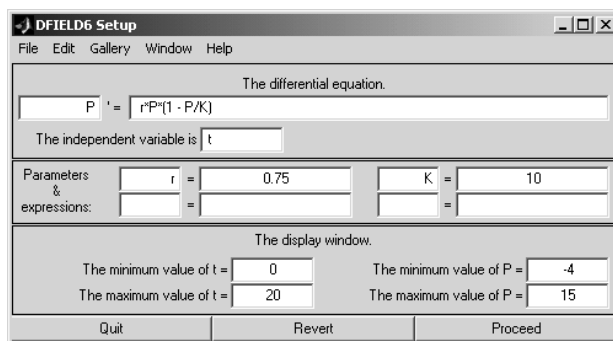 DFIELD6 Setup
File Edit Gallery Window Help
The differential equation.
P ' = r*P*(1 - P/K)
The independent variable is t
Parameters & expressions: r = 0.75 K = 10
= =
The display window.
The minimum value of t = 0 The minimum value of P = -4
The maximum value of t = 20 The maximum value of P = 15
Quit Revert Proceed